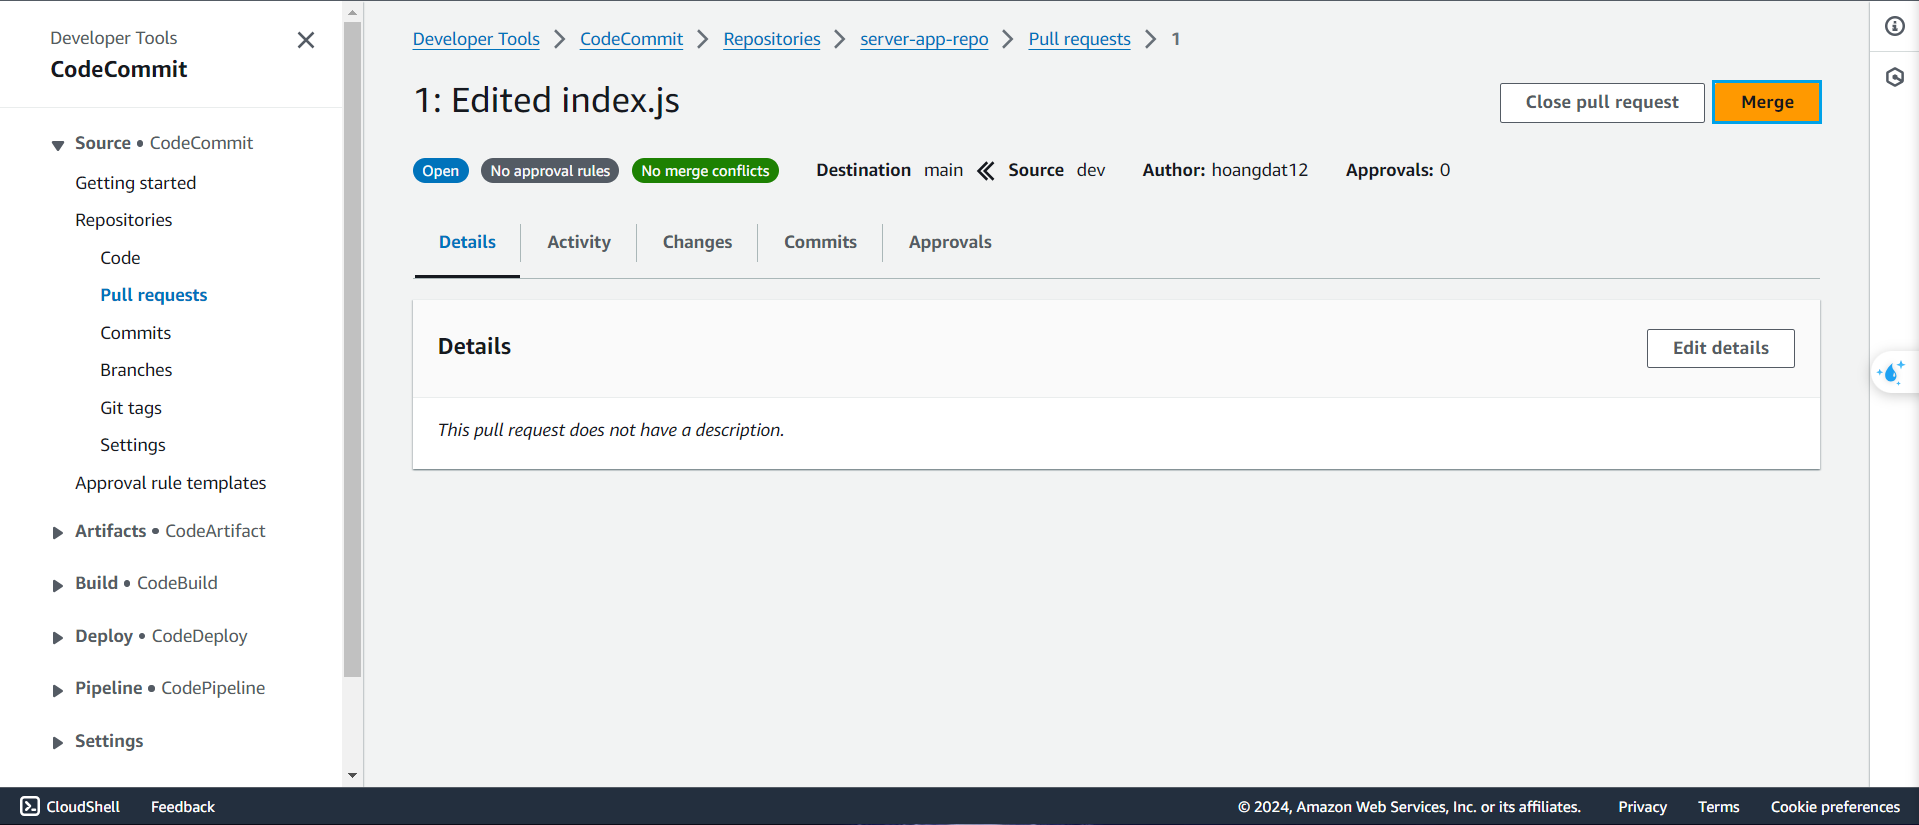 Developer Tools
CodeCommit
Source • CodeCommit
Getting started
Repositories
Code
Pull requests
Commits
Branches
Git tags
Settings
Approval rule templates
Artifacts • CodeArtifact
Build • CodeBuild
Deploy • CodeDeploy
Pipeline • CodePipeline
Settings
Developer Tools CodeCommit Repositories server-app-repo Pull requests 1
1: Edited index.js
Close pull request Merge
Open No approval rules No merge conflicts Destination main Source dev Author: hoangdat12 Approvals: 0
Details Activity Changes Commits Approvals
Details
Edit details
This pull request does not have a description.
CloudShell Feedback © 2024, Amazon Web Services, Inc. or its affiliates. Privacy Terms Cookie preferences